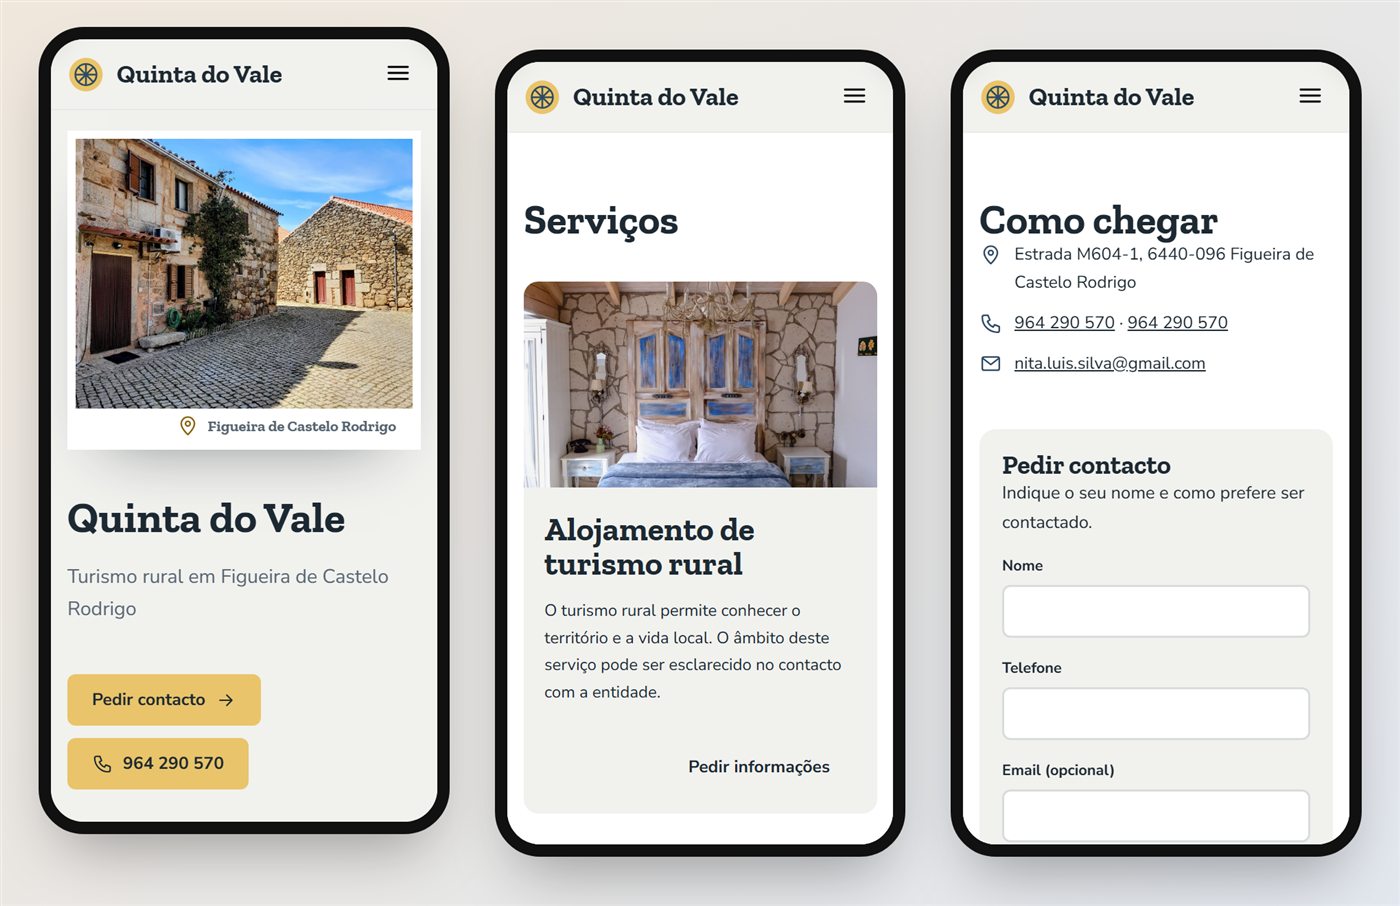 Quinta do Vale
Figueira de Castelo Rodrigo
Quinta do Vale
Turismo rural em Figueira de Castelo
Rodrigo
Pedir contacto
964 290 570
Quinta do Vale
Serviços
Alojamento de
turismo rural
O turismo rural permite conhecer o
território e a vida local. O âmbito deste
serviço pode ser esclarecido no contacto
com a entidade.
Pedir informações
Quinta do Vale
Como chegar
Estrada M604-1, 6440-096 Figueira de
Castelo Rodrigo
964 290 570 · 964 290 570
nita.luis.silva@gmail.com
Pedir contacto
Indique o seu nome e como prefere ser
contactado.
Nome
Telefone
Email (opcional)